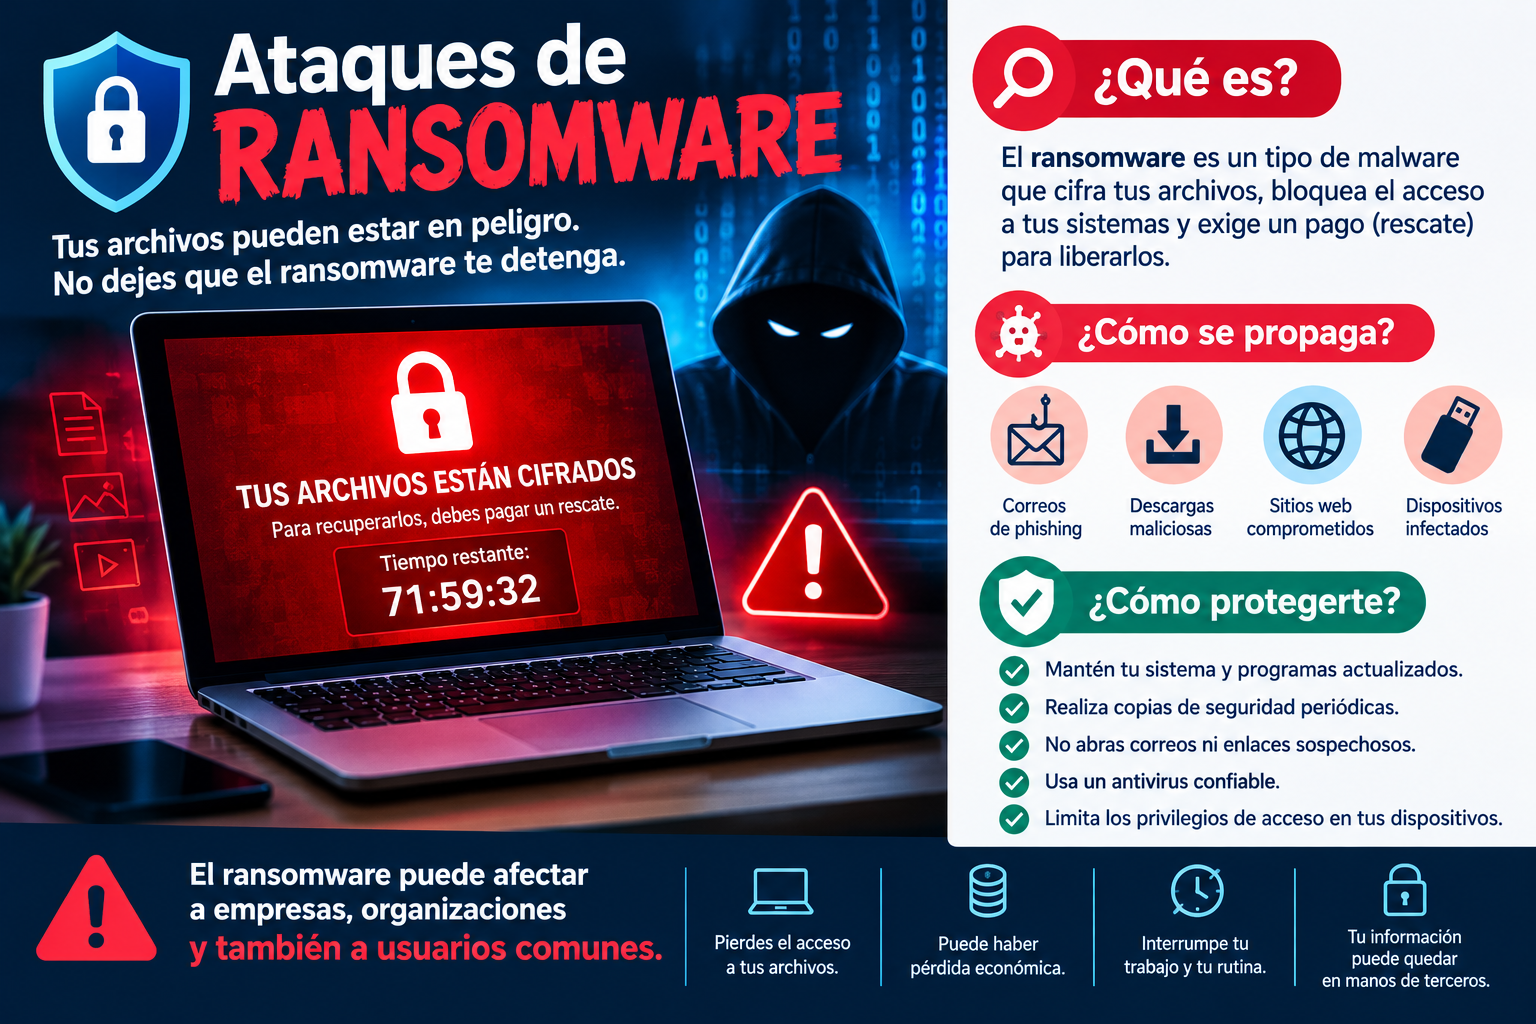 Ataques de
RANSOMWARE
Tus archivos pueden estar en peligro.
No dejes que el ransomware te detenga.
TUS ARCHIVOS ESTÁN CIFRADOS
Para recuperarlos, debes pagar un rescate.
Tiempo restante:
71:59:32
¿Qué es?
El ransomware es un tipo de malware
que cifra tus archivos, bloquea el acceso
a tus sistemas y exige un pago (rescate)
para liberarlos.
¿Cómo se propaga?
Correos
de phishing
Descargas
maliciosas
Sitios web
comprometidos
Dispositivos
infectados
¿Cómo protegerte?
Mantén tu sistema y programas actualizados.
Realiza copias de seguridad periódicas.
No abras correos ni enlaces sospechosos.
Usa un antivirus confiable.
Limita los privilegios de acceso en tus dispositivos.
El ransomware puede afectar
a empresas, organizaciones
y también a usuarios comunes.
Pierdes el acceso
a tus archivos.
Puede haber
pérdida económica.
Interrumpe tu
trabajo y tu rutina.
Tu información
puede quedar
en manos de terceros.